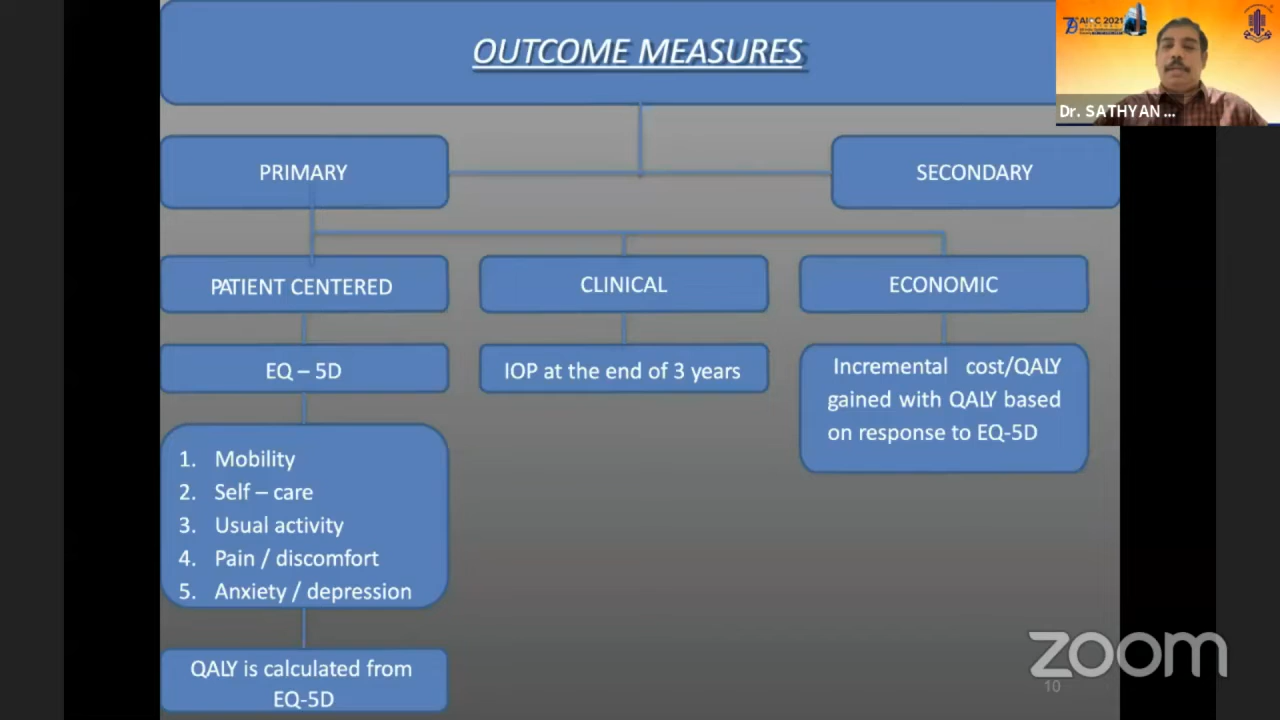 OUTCOME MEASURES
AIOC 2021
Dr. SATHYAN ...
PRIMARY
SECONDARY
PATIENT CENTERED
CLINICAL
ECONOMIC
EQ – 5D
IOP at the end of 3 years
Incremental cost/QALY
gained with QALY based
on response to EQ-5D
1. Mobility
2. Self – care
3. Usual activity
4. Pain / discomfort
5. Anxiety / depression
QALY is calculated from
EQ-5D
zoom
10